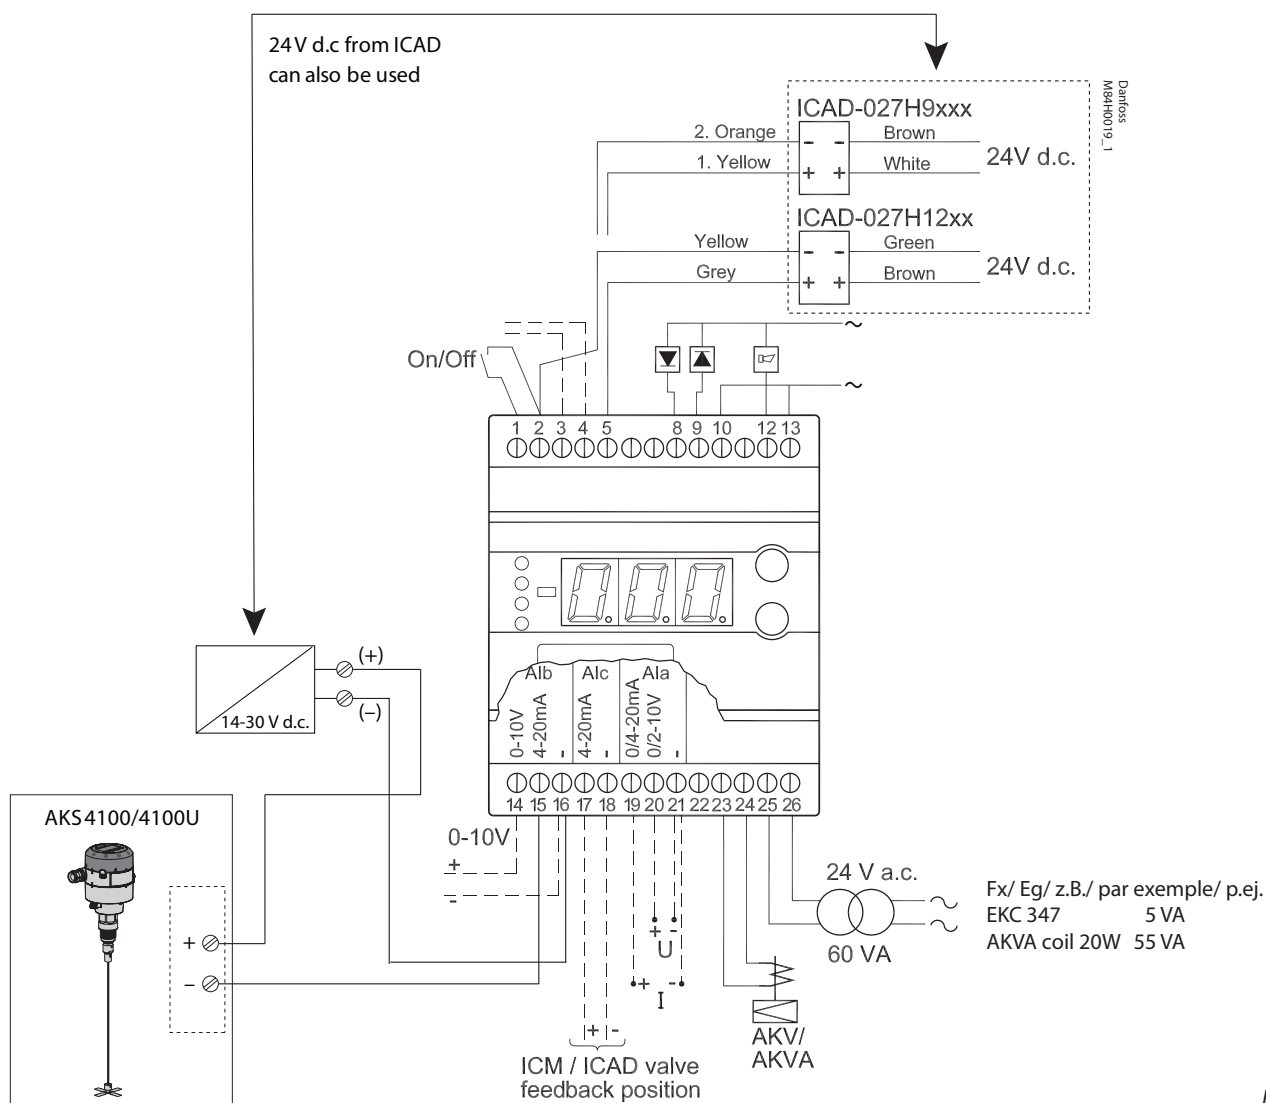 24V d.c from ICAD
can also be used
Danfoss
M84H0019_1
ICAD-027H9xxx
2. Orange - - Brown
1. Yellow + + White
24V d.c.
ICAD-027H12xx
Yellow - - Green
Grey + + Brown
24V d.c.
~
On/Off
~
1 2 3 4 5 8 9 10 12 13
0.0.0.
AIb AIc AIa
0-10V
4-20mA
-
4-20mA
-
0/4-20mA
0/2-10V
-
14 15 16 17 18 19 20 21 22 23 24 25 26
(+)
(–)
14-30 V d.c.
AKS 4100/4100U
+
–
0-10V
+
-
+ -
U
+ -
I
+ -
ICM / ICAD valve
feedback position
AKV/
AKVA
24 V a.c.
60 VA
Fx/ Eg/ z.B./ par exemple/ p.ej.
EKC 347 5 VA
AKVA coil 20W 55 VA